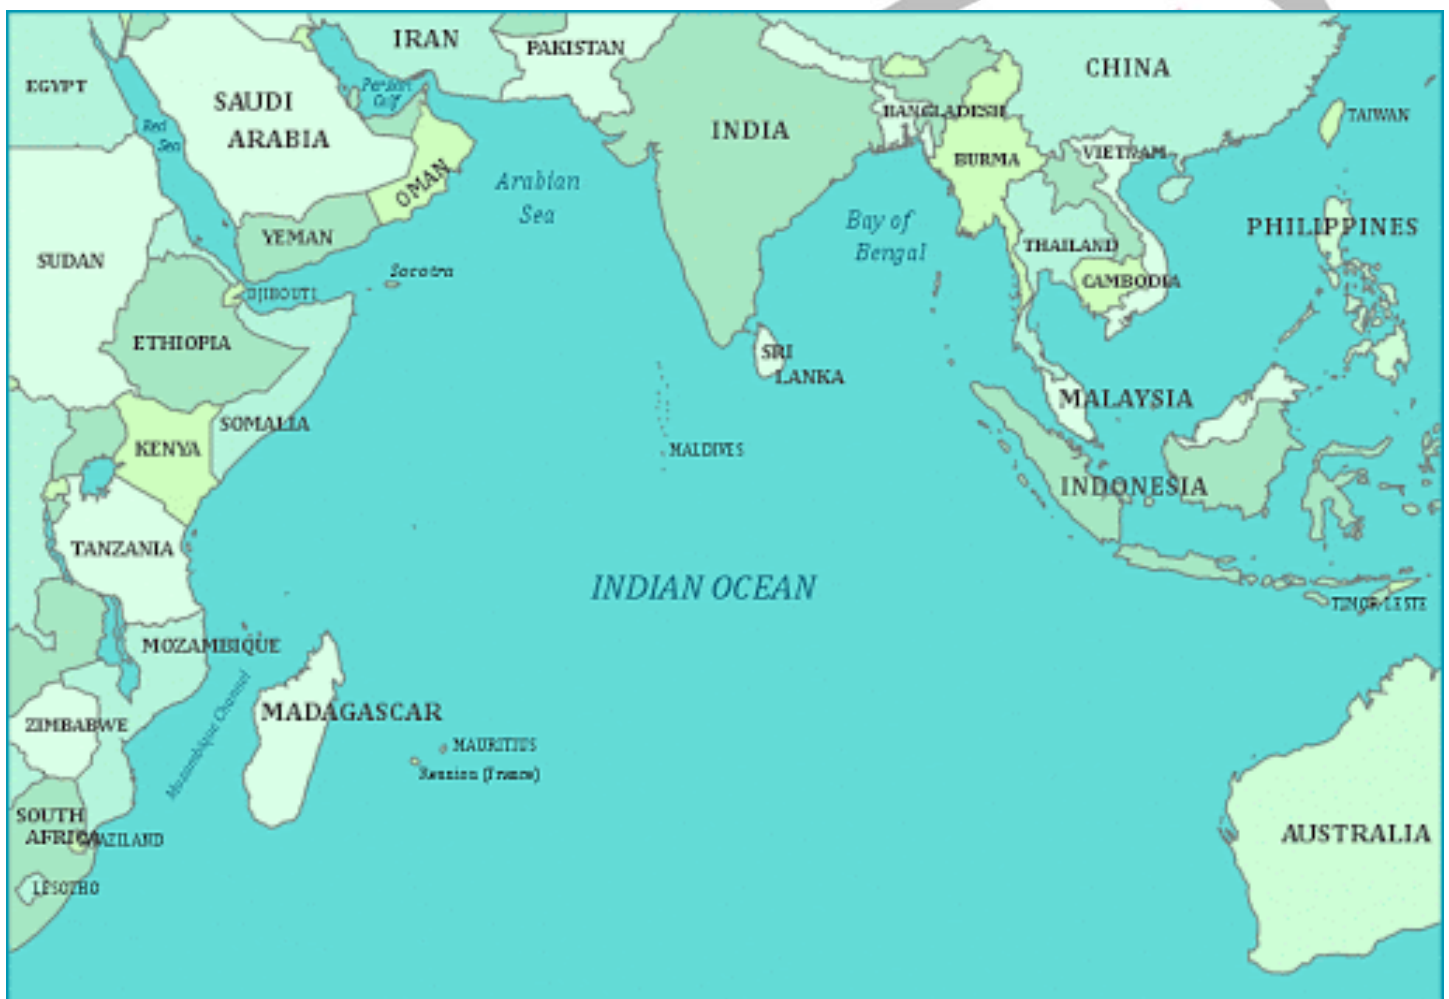 IRAN
PAKISTAN
CHINA
EGYPT
Persian
Gulf
SAUDI
ARABIA
BANGLADESH
TAIWAN
Red
Sea
INDIA
VIETNAM
BURMA
OMAN
Arabian
Sea
Bay of
Bengal
PHILIPPINES
YEMAN
THAILAND
SUDAN
Socotra
CAMBODIA
DJIBOUTI
ETHIOPIA
SRI
LANKA
MALAYSIA
SOMALIA
KENYA
MALDIVES
INDONESIA
TANZANIA
INDIAN OCEAN
TIMOR-LESTE
MOZAMBIQUE
Mozambique Channel
MADAGASCAR
ZIMBABWE
MAURITIUS
Reunion (France)
SOUTH
AFRICA
SWAZILAND
AUSTRALIA
LESOTHO